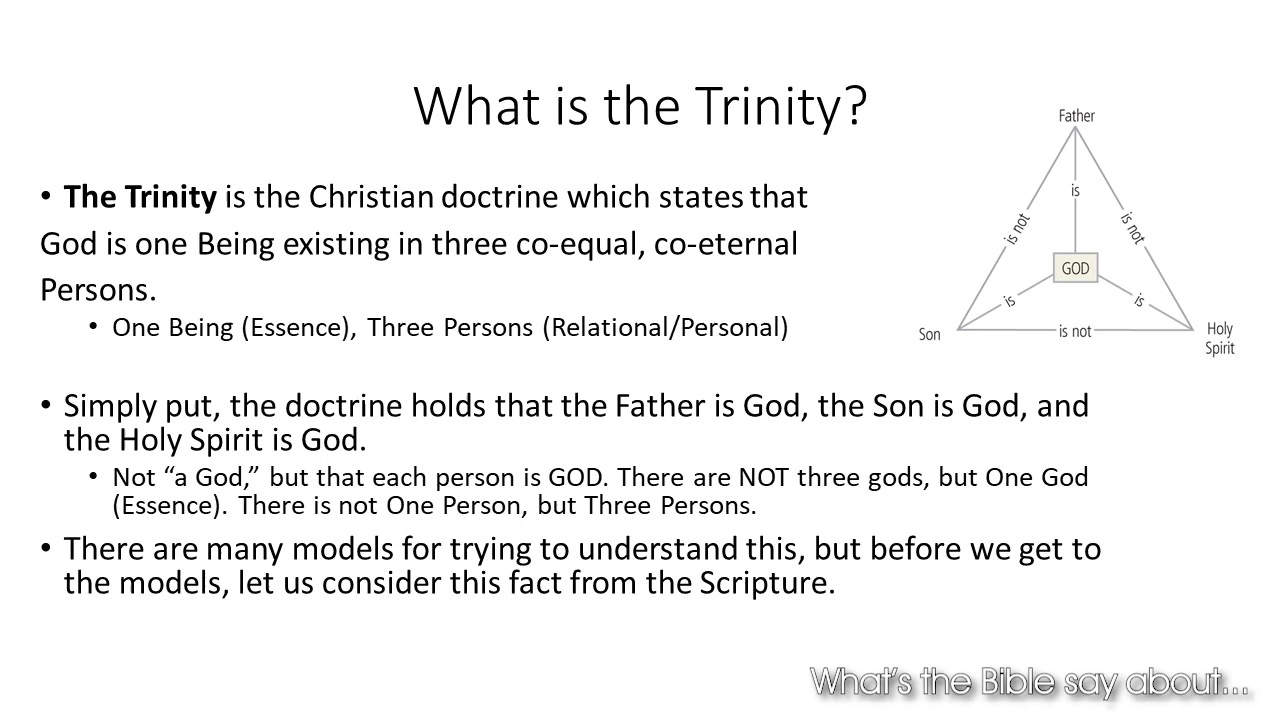 What is the Trinity?
• The Trinity is the Christian doctrine which states that
God is one Being existing in three co-equal, co-eternal
Persons.
• One Being (Essence), Three Persons (Relational/Personal)
• Simply put, the doctrine holds that the Father is God, the Son is God, and
the Holy Spirit is God.
• Not “a God,” but that each person is GOD. There are NOT three gods, but One God
(Essence). There is not One Person, but Three Persons.
• There are many models for trying to understand this, but before we get to
the models, let us consider this fact from the Scripture.
Father
is
is not
is not
GOD
is
is
Son
is not
Holy
Spirit
What's the Bible say about...